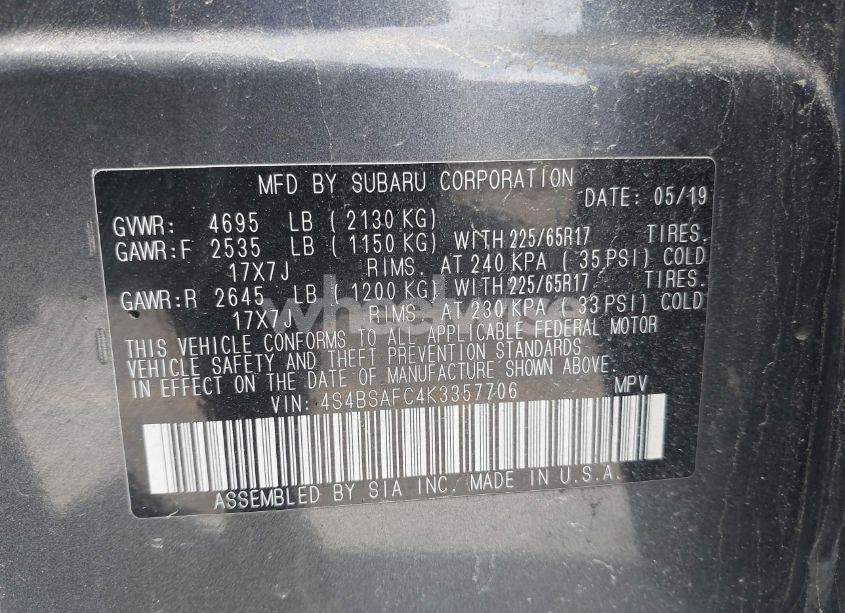 MFD BY SUBARU CORPORATION DATE: 05/19
GVWR: 4695 LB ( 2130 KG)
GAWR:F 2535 LB ( 1150 KG) WITH 225/65R17 TIRES.
17X7J RIMS. AT 240 KPA ( 35 PSI) COLD
GAWR:R 2645 LB ( 1200 KG) WITH 225/65R17 TIRES.
17X7J RIMS. AT 230 KPA ( 33 PSI) COLD
THIS VEHICLE CONFORMS TO ALL APPLICABLE FEDERAL MOTOR
VEHICLE SAFETY AND THEFT PREVENTION STANDARDS
IN EFFECT ON THE DATE OF MANUFACTURE SHOWN ABOVE.
VIN: 4S4BSAFC4K3357706 MPV
ASSEMBLED BY SIA INC. MADE IN U.S.A.